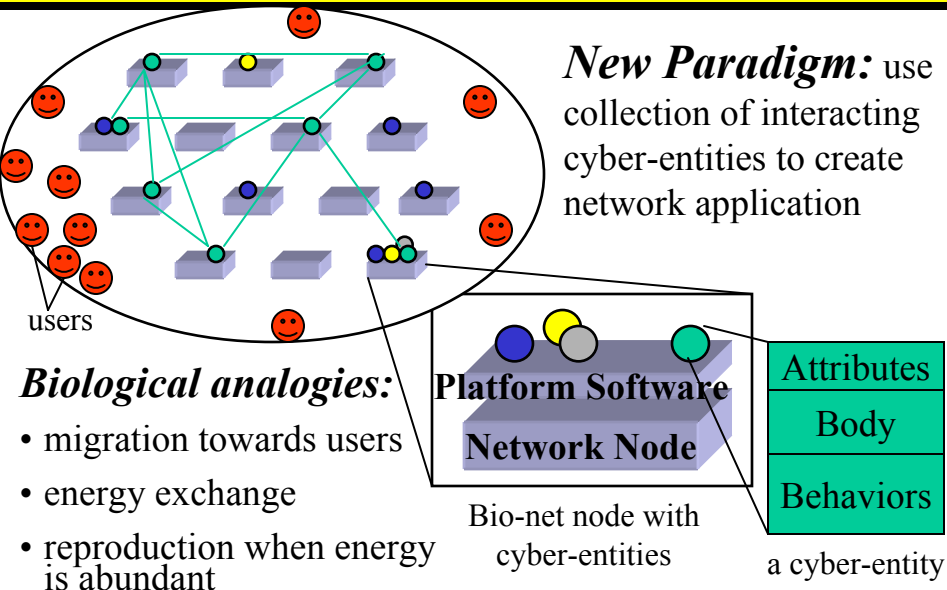 New Paradigm: use
collection of interacting
cyber-entities to create
network application
users
Biological analogies:
• migration towards users
• energy exchange
• reproduction when energy
is abundant
Platform Software
Network Node
Bio-net node with
cyber-entities
Attributes
Body
Behaviors
a cyber-entity